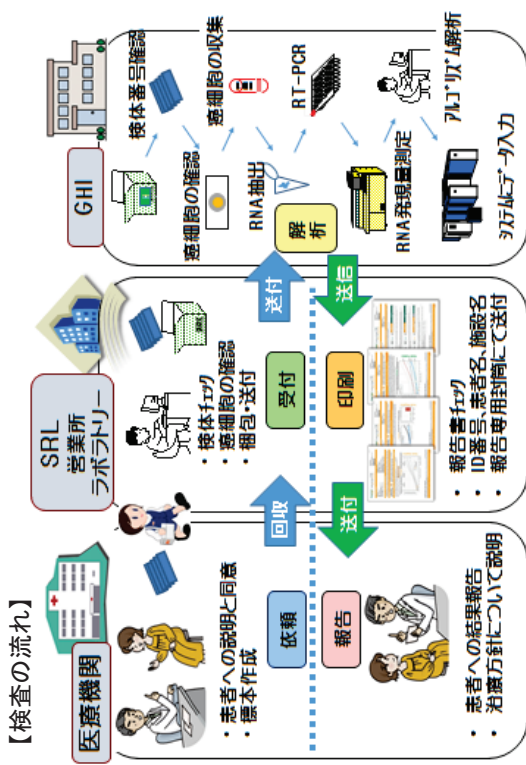 【検査の流れ】
医療機関
・患者への説明と同意
・標本作成
依頼
報告
・患者への結果報告
・治療方針について説明
回収
送付
SRL
営業所
ラボラトリー
・検体チェック
・癌細胞の確認
・梱包・送付
受付
印刷
・報告書チェック
・ID番号、患者名、施設名
・報告専用封筒にて送付
送付
送信
GHI
検体番号確認
癌細胞の確認
癌細胞の収集
RNA抽出
RT-PCR
解析
RNA発現量測定
アルゴリズム解析
システムにデータ入力